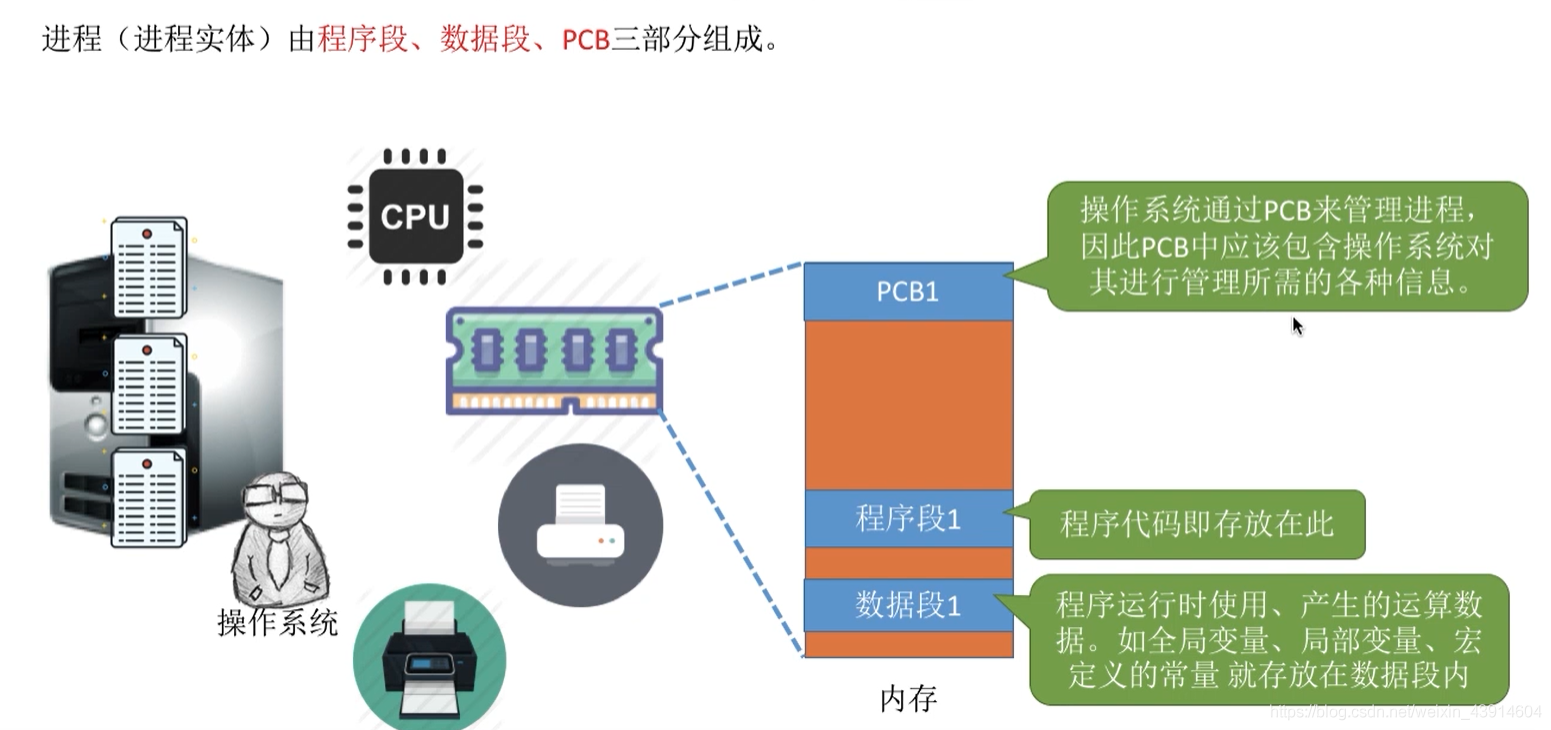 进程（进程实体）由程序段、数据段、PCB三部分组成。
CPU
操作系统通过PCB来管理进程，
因此PCB中应该包含操作系统对
其进行管理所需的各种信息。
PCB1
程序段1
程序代码即存放在此
数据段1
程序运行时使用、产生的运算数
据。如全局变量、局部变量、宏
定义的常量 就存放在数据段内
操作系统
内存
https://blog.csdn.net/weixin_43914604